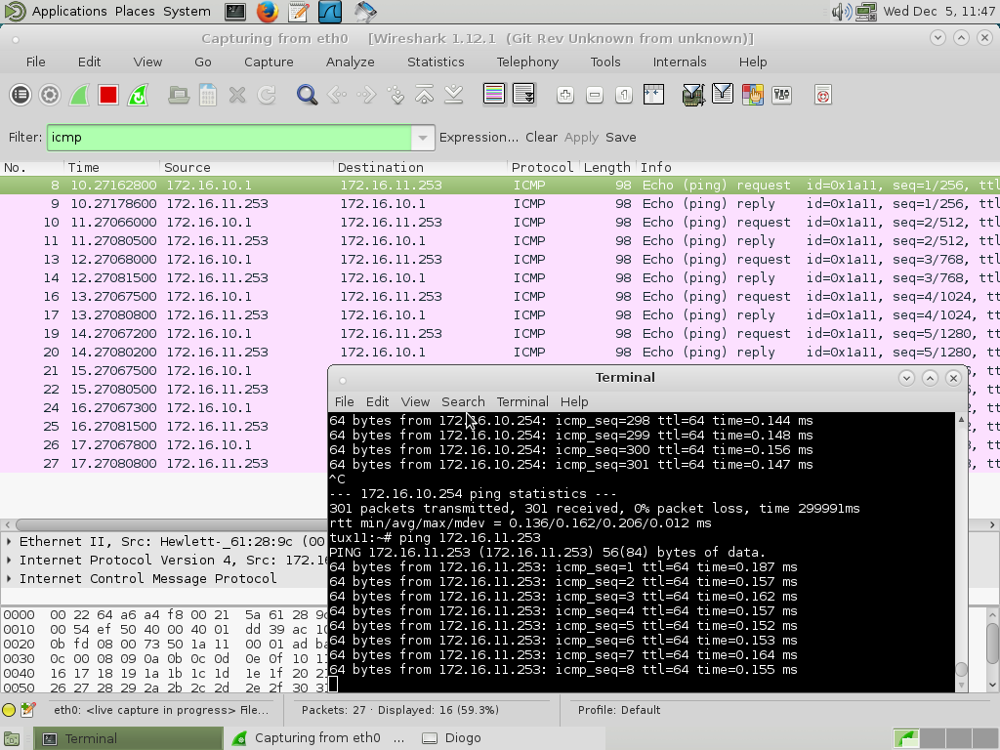 Applications Places System Wed Dec 5, 11:47
Capturing from eth0 [Wireshark 1.12.1 (Git Rev Unknown from unknown)]
File Edit View Go Capture Analyze Statistics Telephony Tools Internals Help
Filter: icmp Expression... Clear Apply Save
No. Time Source Destination Protocol Length Info
8 10.27162800 172.16.10.1 172.16.11.253 ICMP 98 Echo (ping) request id=0x1a11, seq=1/256, ttl
9 10.27178600 172.16.11.253 172.16.10.1 ICMP 98 Echo (ping) reply id=0x1a11, seq=1/256, ttl
10 11.27066000 172.16.10.1 172.16.11.253 ICMP 98 Echo (ping) request id=0x1a11, seq=2/512, ttl
11 11.27080500 172.16.11.253 172.16.10.1 ICMP 98 Echo (ping) reply id=0x1a11, seq=2/512, ttl
13 12.27068000 172.16.10.1 172.16.11.253 ICMP 98 Echo (ping) request id=0x1a11, seq=3/768, ttl
14 12.27081500 172.16.11.253 172.16.10.1 ICMP 98 Echo (ping) reply id=0x1a11, seq=3/768, ttl
16 13.27067500 172.16.10.1 172.16.11.253 ICMP 98 Echo (ping) request id=0x1a11, seq=4/1024, tt
17 13.27080800 172.16.11.253 172.16.10.1 ICMP 98 Echo (ping) reply id=0x1a11, seq=4/1024, tt
19 14.27067200 172.16.10.1 172.16.11.253 ICMP 98 Echo (ping) request id=0x1a11, seq=5/1280, tt
20 14.27080600 172.16.11.253 172.16.10.1 ICMP 98 Echo (ping) reply id=0x1a11, seq=5/1280, tt
21 15.27067500 172.16.10.1
22 15.27080500 172.16.11.253
24 16.27067300 172.16.10.1
25 16.27081500 172.16.11.253
26 17.27067800 172.16.10.1
27 17.27080800 172.16.11.253
Terminal
File Edit View Search Terminal Help
64 bytes from 172.16.10.254: icmp_seq=298 ttl=64 time=0.144 ms
64 bytes from 172.16.10.254: icmp_seq=299 ttl=64 time=0.148 ms
64 bytes from 172.16.10.254: icmp_seq=300 ttl=64 time=0.156 ms
64 bytes from 172.16.10.254: icmp_seq=301 ttl=64 time=0.147 ms
^C
--- 172.16.10.254 ping statistics ---
301 packets transmitted, 301 received, 0% packet loss, time 299991ms
rtt min/avg/max/mdev = 0.136/0.162/0.206/0.012 ms
tux11:~# ping 172.16.11.253
PING 172.16.11.253 (172.16.11.253) 56(84) bytes of data.
64 bytes from 172.16.11.253: icmp_seq=1 ttl=64 time=0.187 ms
64 bytes from 172.16.11.253: icmp_seq=2 ttl=64 time=0.157 ms
64 bytes from 172.16.11.253: icmp_seq=3 ttl=64 time=0.162 ms
64 bytes from 172.16.11.253: icmp_seq=4 ttl=64 time=0.157 ms
64 bytes from 172.16.11.253: icmp_seq=5 ttl=64 time=0.152 ms
64 bytes from 172.16.11.253: icmp_seq=6 ttl=64 time=0.153 ms
64 bytes from 172.16.11.253: icmp_seq=7 ttl=64 time=0.164 ms
64 bytes from 172.16.11.253: icmp_seq=8 ttl=64 time=0.155 ms
Ethernet II, Src: Hewlett-_61:28:9c (00
Internet Protocol Version 4, Src: 172.16
Internet Control Message Protocol
0000 00 22 64 a6 a4 f8 00 21 5a 61 28 9c
0010 00 54 ef 50 40 00 40 01 dd 39 ac 10
0020 0b fd 08 00 73 50 1a 11 00 01 ad ba
0030 0c 00 08 09 0a 0b 0c 0d 0e 0f 10 11
0040 16 17 18 19 1a 1b 1c 1d 1e 1f 20 21
0050 26 27 28 29 2a 2b 2c 2d 2e 2f 30 31
eth0: <live capture in progress> File... Packets: 27 · Displayed: 16 (59.3%) Profile: Default
Terminal Capturing from eth0 ... Diogo